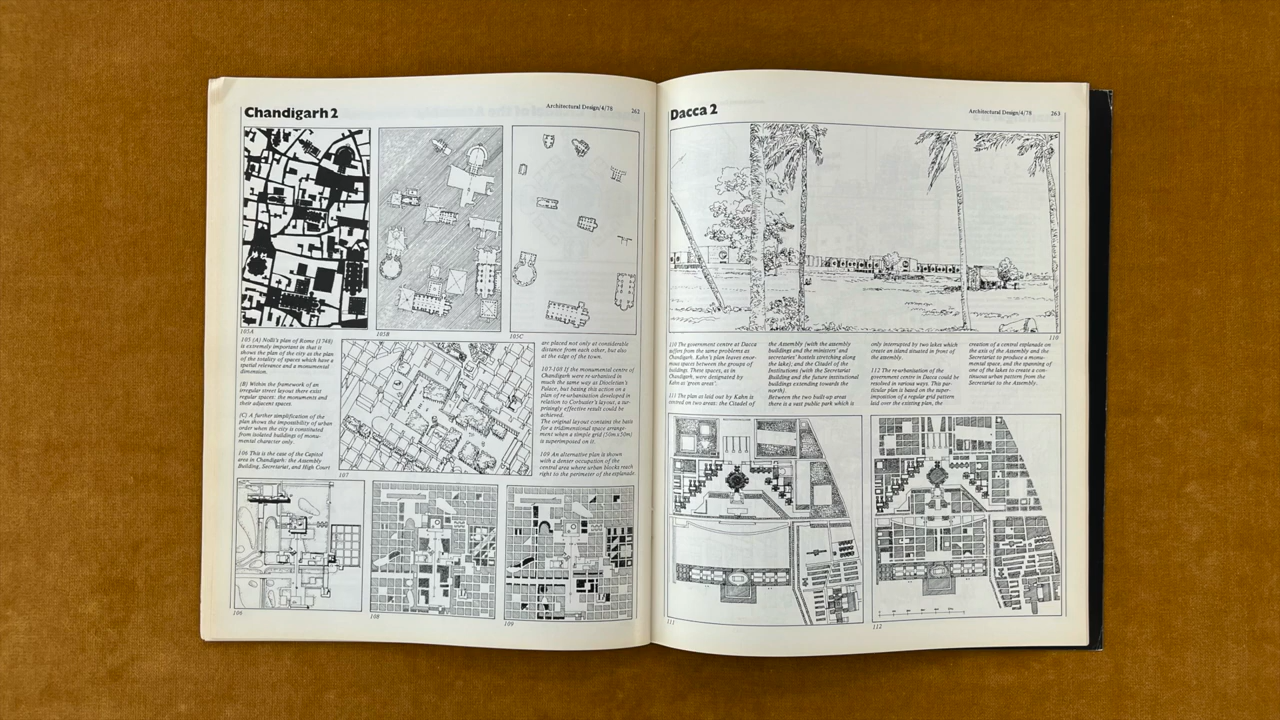 Chandigarh 2
Architectural Design/4/78 262
105A
105B
105C
105 (A) Nolli's plan of Rome (1748)
is extremely important in that it
shows the plan of the city as the plan
of the totality of spaces which have a
spatial relevance and a monumental
dimension.
(B) Within the framework of an
irregular street layout there exist
regular spaces: the monuments and
their adjacent spaces.
(C) A further simplification of the
plan shows the impossibility of urban
order when the city is constituted
from isolated buildings of monu-
mental character only.
106 This is the case of the Capitol
area in Chandigarh: the Assembly
Building, Secretariat, and High Court
107
are placed not only at considerable
distance from each other, but also
at the edge of the town.
107-108 If the monumental centre of
Chandigarh were re-urbanised in
much the same way as Diocletian's
Palace, but basing this action on a
plan of re-urbanization developed in
relation to Corbusier's layout, a sur-
prisingly effective result could be
achieved.
The original layout contains the basis
for a tridimensional space arrange-
ment when a simple grid (50m x 50m)
is superimposed on it.
109 An alternative plan is shown
with a denser occupation of the
central area where urban blocks reach
right to the perimeter of the esplanade
106
108
109
Dacca 2
Architectural Design/4/78 263
110
110 The government centre at Dacca
suffers from the same problems as
Chandigarh. Kahn's plan leaves enor-
mous spaces between the groups of
buildings. These spaces, as in
Chandigarh, were designated by
Kahn as 'green areas'.
111 The plan as laid out by Kahn is
centred on two areas: the Citadel of
the Assembly (with the assembly
buildings and the ministers' and
secretaries' hostels stretching along
the lake); and the Citadel of the
Institutions (with the Secretariat
Building and the future institutional
buildings extending towards the
north).
Between the two built-up areas
there is a vast public park which is
only interrupted by two lakes which
create an island situated in front of
the assembly.
112 The re-urbanisation of the
government centre in Dacca could be
resolved in various ways. This par-
ticular plan is based on the super-
imposition of a regular grid pattern
laid over the existing plan, the
creation of a central esplanade on
the axis of the Assembly and the
Secretariat to produce a monu-
mental space, and the spanning of
one of the lakes to create a con-
tinuous urban pattern from the
Secretariat to the Assembly.
111
112